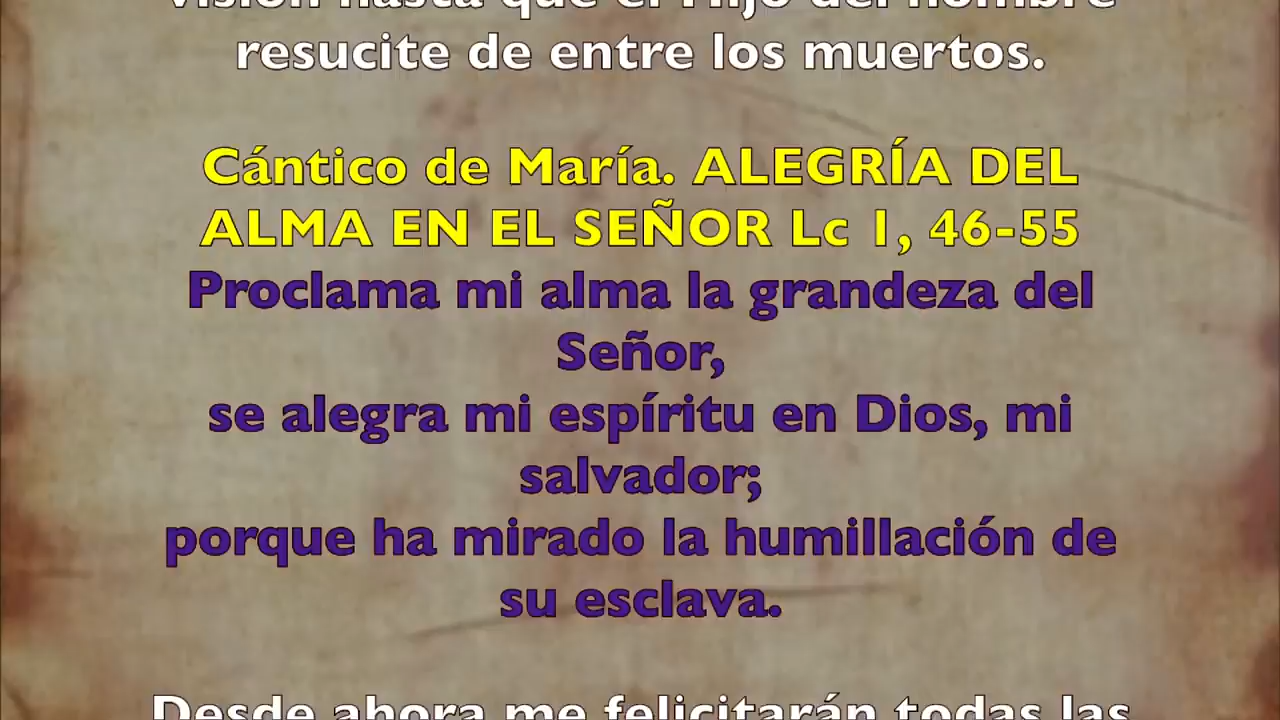 visión hasta que el Hijo del hombre
resucite de entre los muertos.
Cántico de María. ALEGRÍA DEL
ALMA EN EL SEÑOR Lc 1, 46-55
Proclama mi alma la grandeza del
Señor,
se alegra mi espíritu en Dios, mi
salvador;
porque ha mirado la humillación de
su esclava.
Desde ahora me felicitarán todas las